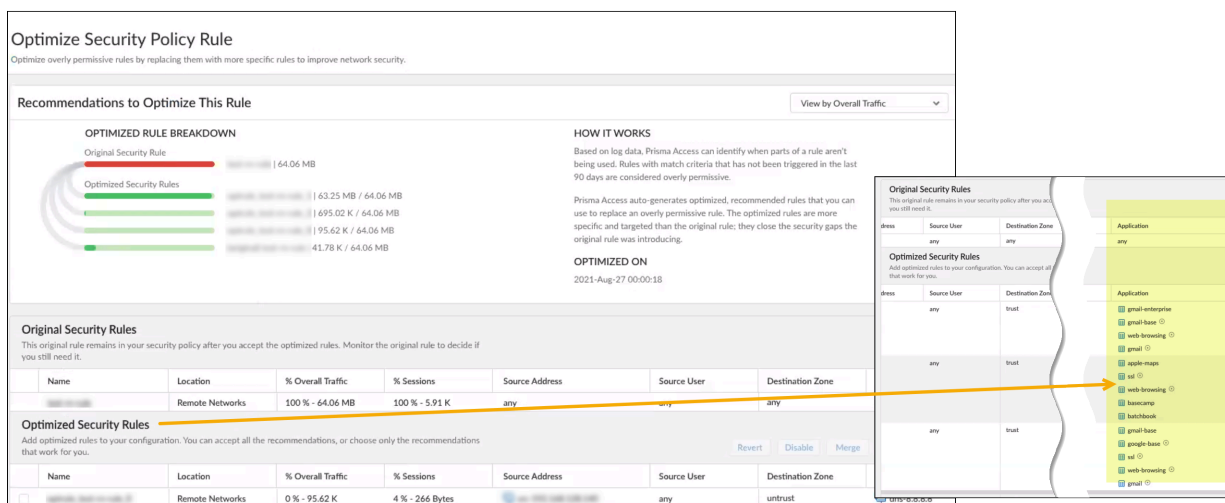 Optimize Security Policy Rule
Optimize overly permissive rules by replacing them with more specific rules to improve network security.
Recommendations to Optimize This Rule
View by Overall Traffic
OPTIMIZED RULE BREAKDOWN
Original Security Rule
| 64.06 MB
Optimized Security Rules
| 63.25 MB / 64.06 MB
| 695.02 K / 64.06 MB
| 95.62 K / 64.06 MB
41.78 K / 64.06 MB
HOW IT WORKS
Based on log data, Prisma Access can identify when parts of a rule aren't
being used. Rules with match criteria that has not been triggered in the last
90 days are considered overly permissive.
Prisma Access auto-generates optimized, recommended rules that you can
use to replace an overly permissive rule. The optimized rules are more
specific and targeted than the original rule; they close the security gaps the
original rule was introducing.
OPTIMIZED ON
2021-Aug-27 00:00:18
Original Security Rules
This original rule remains in your security policy after you accept the optimized rules. Monitor the original rule to decide if
you still need it.
Name Location % Overall Traffic % Sessions Source Address Source User Destination Zone
Remote Networks 100 % - 64.06 MB 100 % - 5.91 K any any any
Optimized Security Rules
Add optimized rules to your configuration. You can accept all the recommendations, or choose only the recommendations
that work for you.
Revert Disable Merge
Name Location % Overall Traffic % Sessions Source Address Source User Destination Zone
Remote Networks 0 % - 95.62 K 4 % - 266 Bytes any untrust
Original Security Rules
This original rule remains in your security policy after you acc
you still need it.
dress Source User Destination Zone Application
any any any
Optimized Security Rules
Add optimized rules to your configuration. You can accept all
that work for you.
dress Source User Destination Zone Application
any trust gmail-enterprise
gmail-base
web-browsing
gmail
any trust apple-maps
ssl
web-browsing
basecamp
batchbook
any trust gmail-base
google-base
ssl
web-browsing
gmail